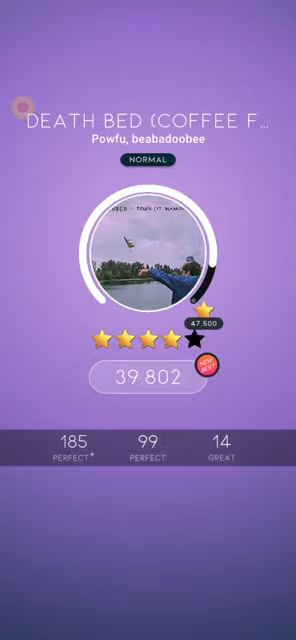 DEATH BED (COFFEE F...
Powfu, beabadoobee
NORMAL
47,500
NEW BEST
39,802
185 99 14
PERFECT+ PERFECT GREAT